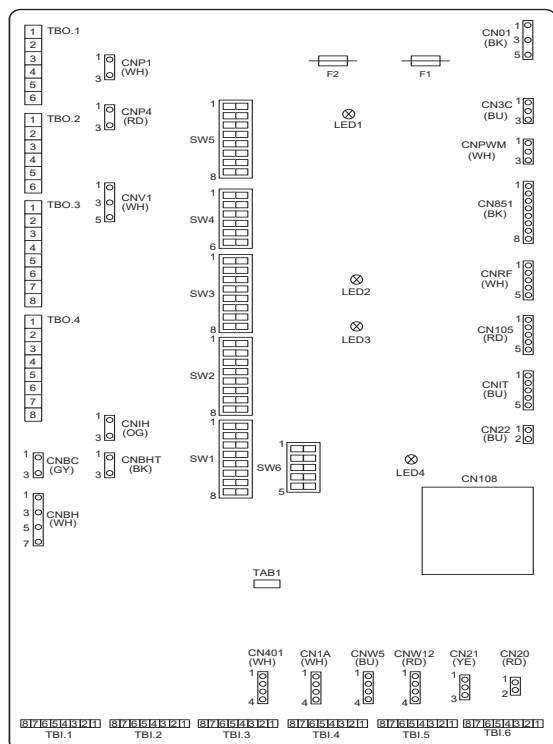 TBO.1
1
2
3
4
5
6
TBO.2
1
2
3
4
5
6
TBO.3
1
2
3
4
5
6
7
8
TBO.4
1
2
3
4
5
6
7
8
CNP1
(WH)
1
3
CNP4
(RD)
1
3
CNV1
(WH)
1
3
5
CNIH
(OG)
1
3
CNBC
(GY)
1
3
CNBHT
(BK)
1
3
CNBH
(WH)
1
3
5
7
SW5
1
8
SW4
1
6
SW3
1
8
SW2
1
8
SW1
1
8
SW6
1
5
F2
F1
LED1
LED2
LED3
LED4
CN01
(BK)
1
3
5
CN3C
(BU)
1
3
CNPWM
(WH)
1
3
CN851
(BK)
1
8
CNRF
(WH)
1
5
CN105
(RD)
1
5
CNIT
(BU)
1
5
CN22
(BU)
1
2
CN108
TAB1
CN401
(WH)
1
4
CN1A
(WH)
1
4
CNW5
(BU)
1
4
CNW12
(RD)
1
4
CN21
(YE)
1
3
CN20
(RD)
1
2
8 7 6 5 4 3 2 1
TBI.1
8 7 6 5 4 3 2 1
TBI.2
8 7 6 5 4 3 2 1
TBI.3
8 7 6 5 4 3 2 1
TBI.4
8 7 6 5 4 3 2 1
TBI.5
8 7 6 5 4 3 2 1
TBI.6